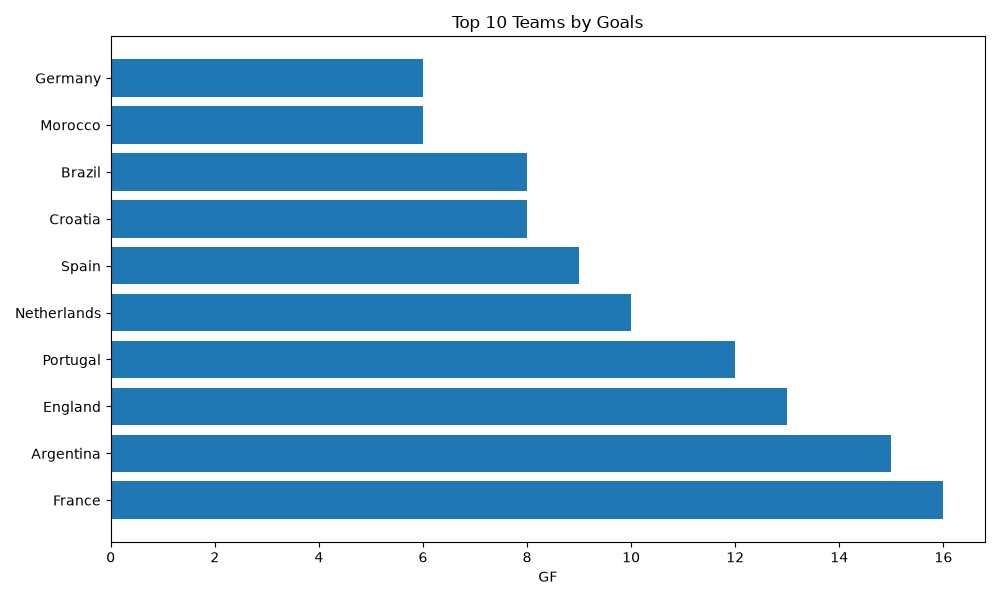 Top 10 Teams by Goals
Germany
Morocco
Brazil
Croatia
Spain
Netherlands
Portugal
England
Argentina
France
0 2 4 6 8 10 12 14 16
GF